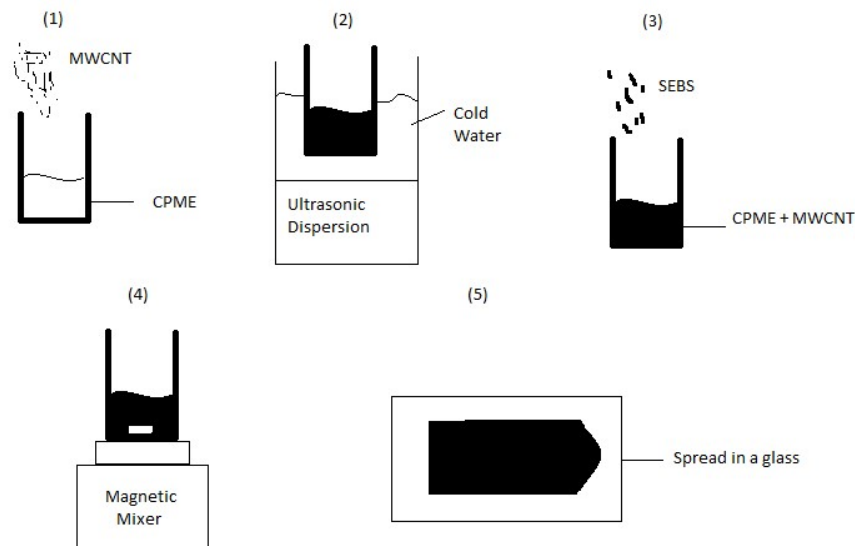 (1)
MWCNT
CPME
(2)
Cold
Water
Ultrasonic
Dispersion
(3)
SEBS
CPME + MWCNT
(4)
Magnetic
Mixer
(5)
Spread in a glass